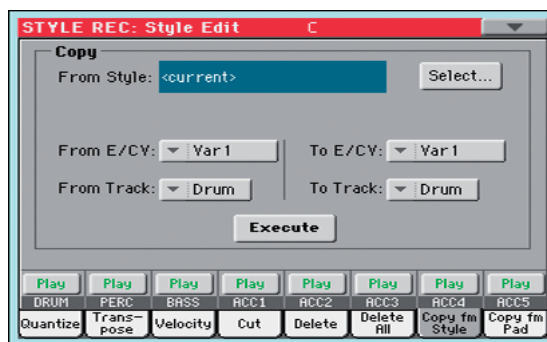 STYLE REC: Style Edit C
Copy
From Style: <current> Select...
From E/CV: Var1 To E/CV: Var1
From Track: Drum To Track: Drum
Execute
Play Play Play Play Play Play Play Play
DRUM PERC BASS ACC1 ACC2 ACC3 ACC4 ACC5
Quantize Trans-pose Velocity Cut Delete Delete All Copy fm Style Copy fm Pad